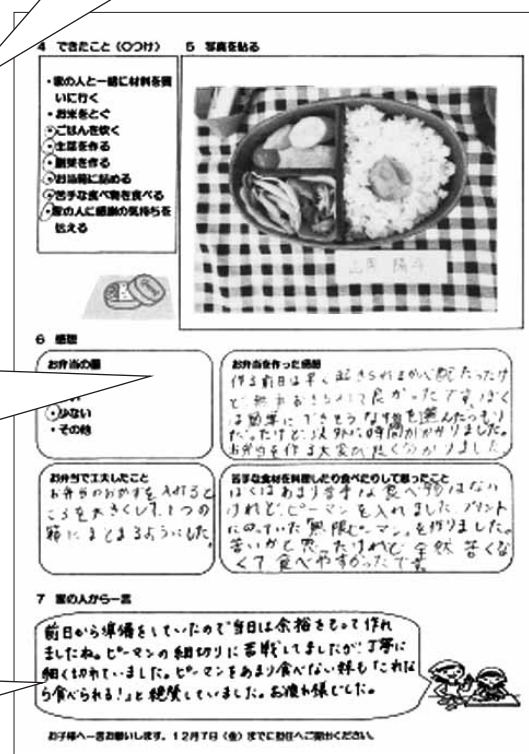 4 できたこと（○つけ）
5 写真を貼る
・家の人と一緒に材料を買
いに行く
・お米をとぐ
・ごはんを炊く
・主菜を作る
・副菜を作る
・お弁当箱に詰める
・苦手な食べ物を食べる
・家の人に感謝の気持ちを
伝える
6 感想
お弁当の量
・少ない
・その他
お弁当を作った感想
作る前日は早く起きられるか心配だったけ
ど、無事おきられて良かったです。ぼく
は簡単にできそうな物を選んだつもり
だったけど、以外に時間がかかりました。
お弁当を作る大変が良く分かりました
お弁当で工夫したこと
お弁当のおかずを入れると
ころを大きくして、1つの
箱にまとまるようにした。
苦手な食材を料理したり食べたりして思ったこと
ぼくはあまり苦手な食べ物はない
けれど、ピーマンを入れました。プリント
にのっていた「無限ピーマン」を作りました。
苦いかと思ったけれど、全然苦くな
くて食べやすかったです。
7 家の人から一言
前日から準備をしていたので当日は余裕をもって作れ
ましたね。ピーマンの細切りに苦戦してましたが、丁寧に
細く切れていました。ピーマンをあまり食べない妹も「これな
ら食べられる！」と絶賛していました。お疲れ様でした。
お子様へ一言お願いします。12月7日（金）までに担任へご提出ください。